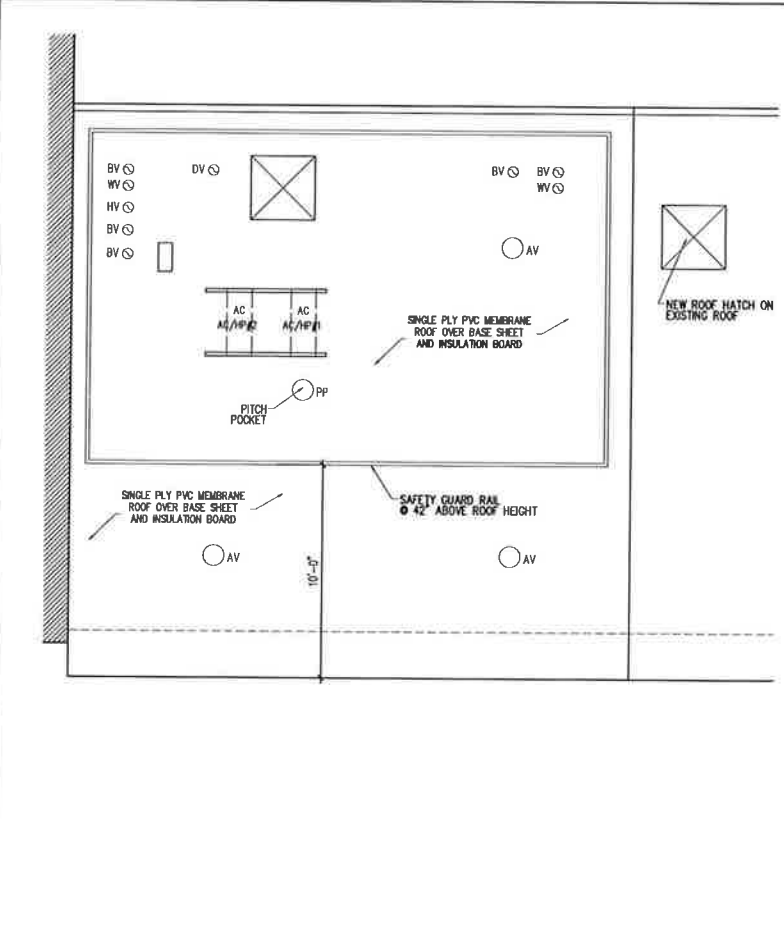 BV
WV
HV
BV
BV
DV
BV
BV
WV
AV
NEW ROOF HATCH ON
EXISTING ROOF
AC
AC/HP#2
AC
AC/HP#1
SINGLE PLY PVC MEMBRANE
ROOF OVER BASE SHEET
AND INSULATION BOARD
PP
PITCH
POCKET
SINGLE PLY PVC MEMBRANE
ROOF OVER BASE SHEET
AND INSULATION BOARD
SAFETY GUARD RAIL
@ 42" ABOVE ROOF HEIGHT
AV
10'-0"
AV